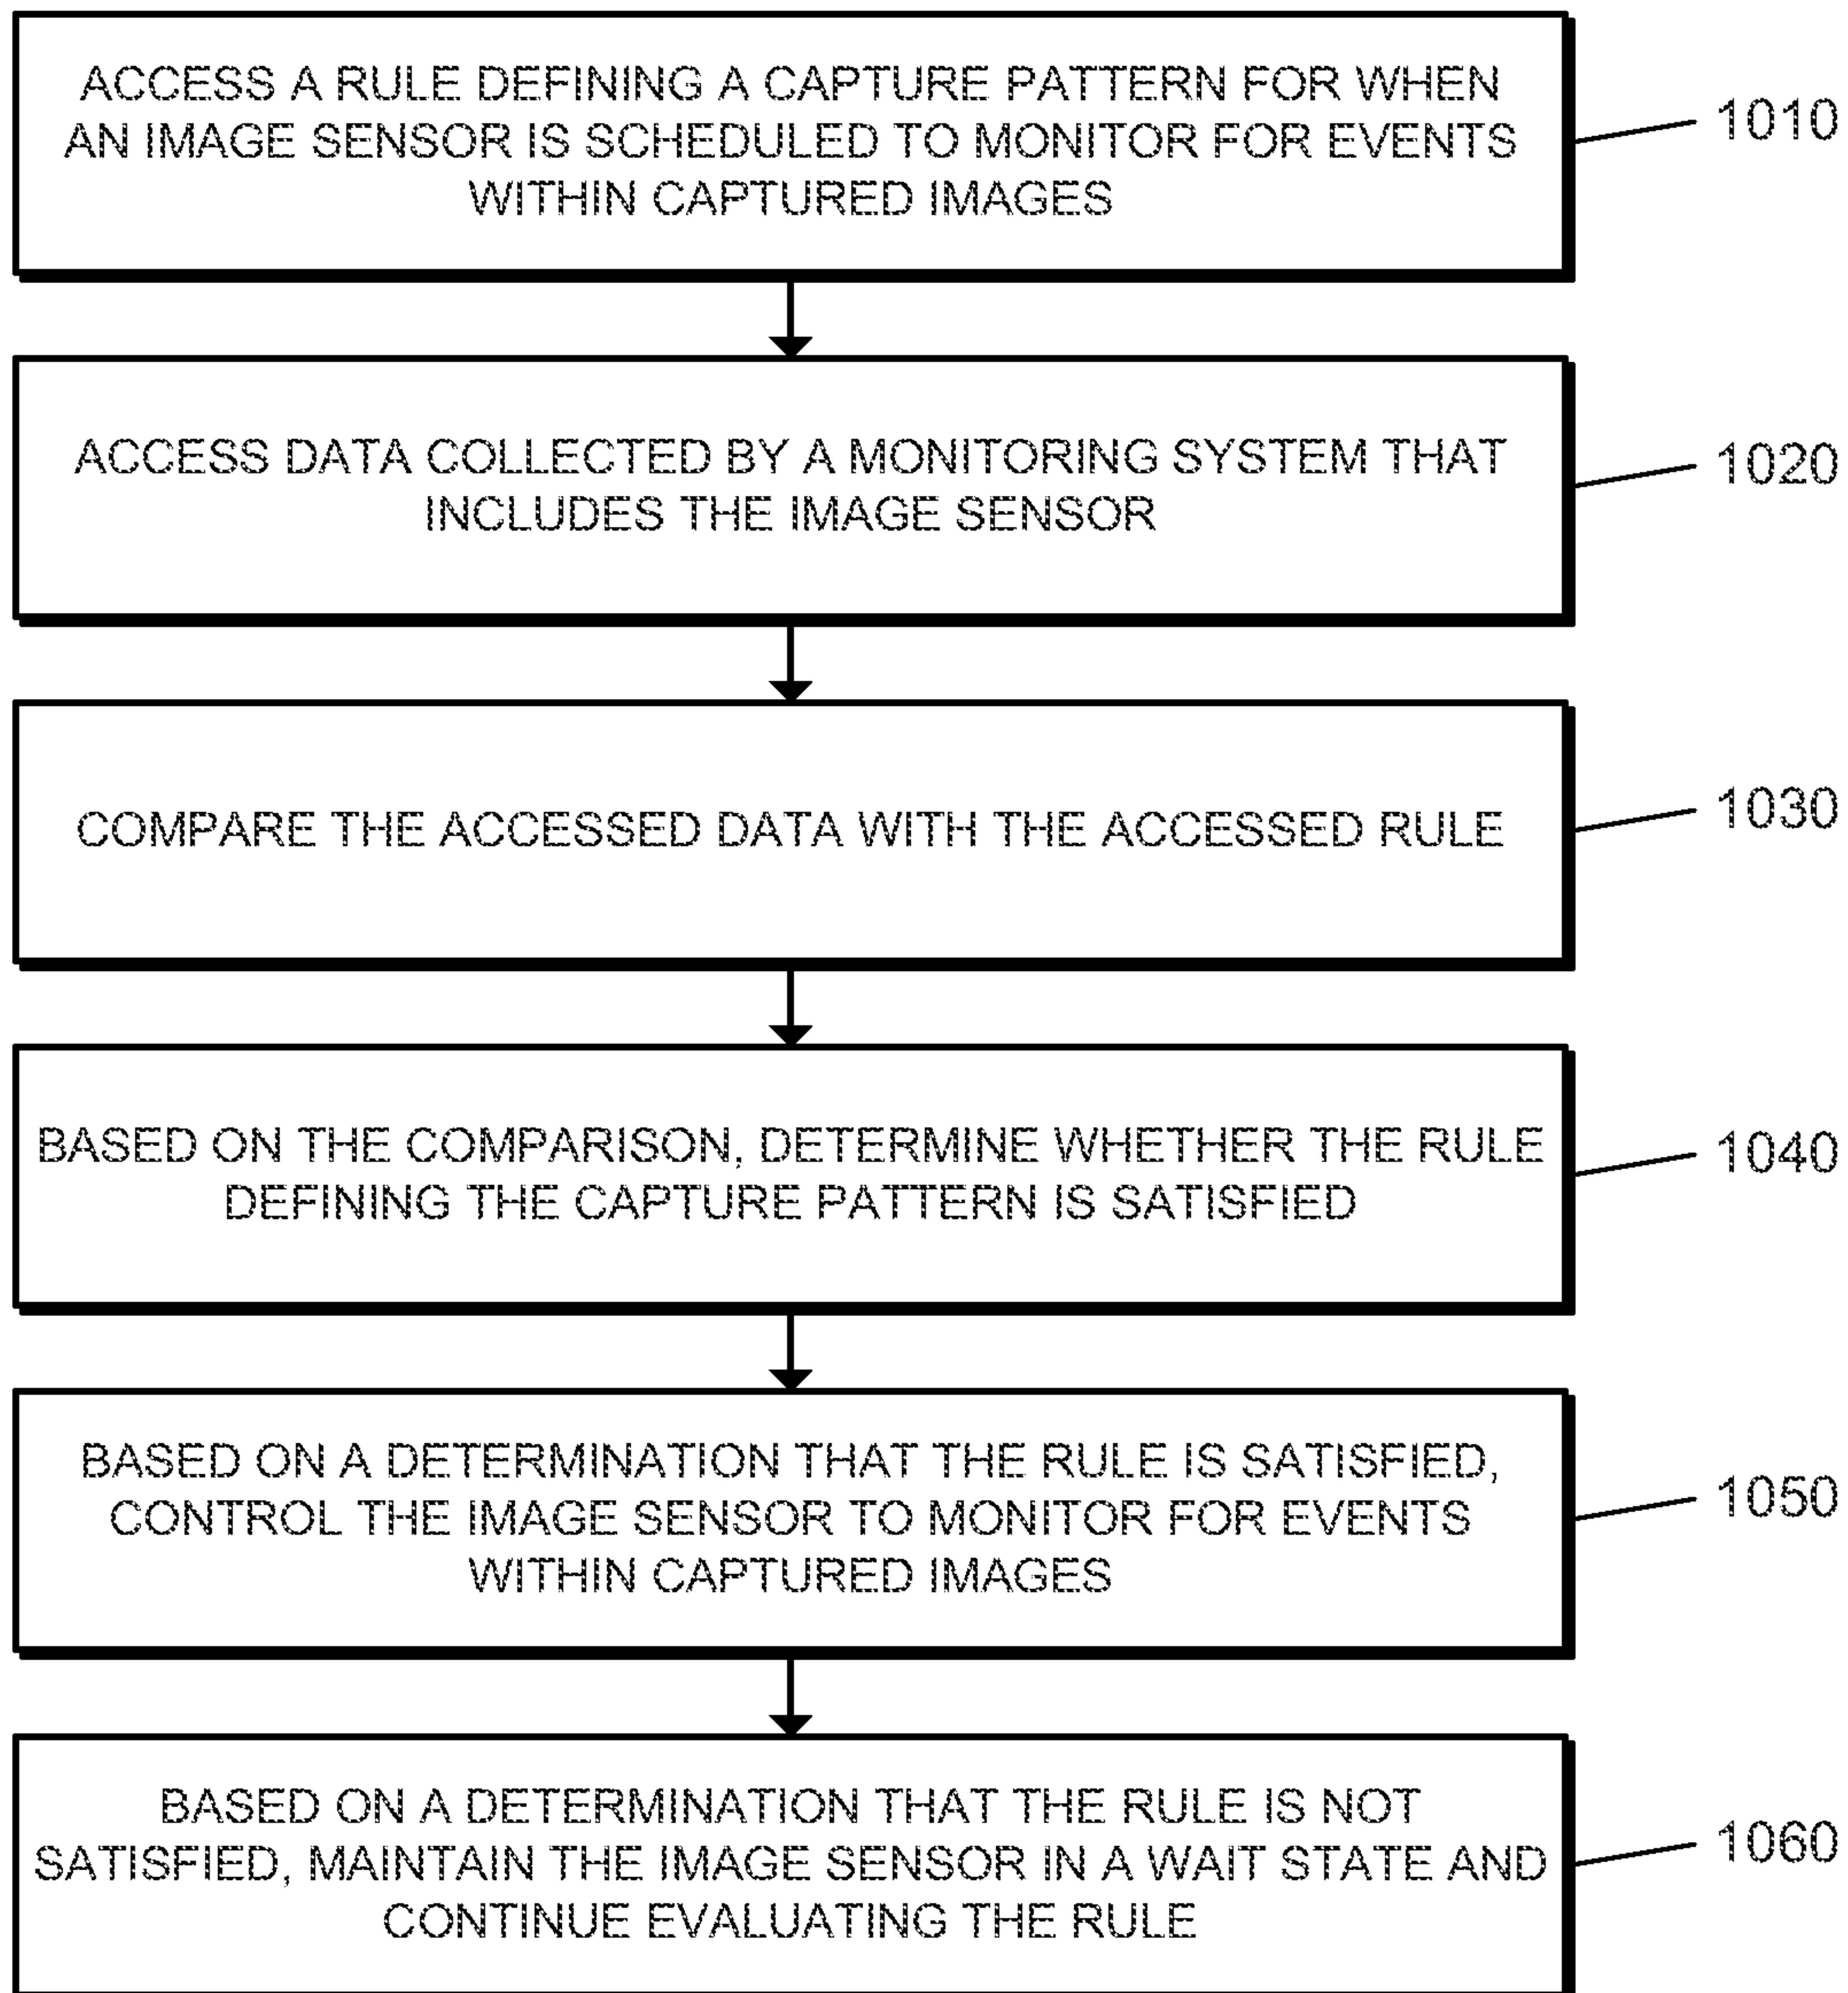 ACCESS A RULE DEFINING A CAPTURE PATTERN FOR WHEN
AN IMAGE SENSOR IS SCHEDULED TO MONITOR FOR EVENTS
WITHIN CAPTURED IMAGES
1010
ACCESS DATA COLLECTED BY A MONITORING SYSTEM THAT
INCLUDES THE IMAGE SENSOR
1020
COMPARE THE ACCESSED DATA WITH THE ACCESSED RULE
1030
BASED ON THE COMPARISON, DETERMINE WHETHER THE RULE
DEFINING THE CAPTURE PATTERN IS SATISFIED
1040
BASED ON A DETERMINATION THAT THE RULE IS SATISFIED,
CONTROL THE IMAGE SENSOR TO MONITOR FOR EVENTS
WITHIN CAPTURED IMAGES
1050
BASED ON A DETERMINATION THAT THE RULE IS NOT
SATISFIED, MAINTAIN THE IMAGE SENSOR IN A WAIT STATE AND
CONTINUE EVALUATING THE RULE
1060